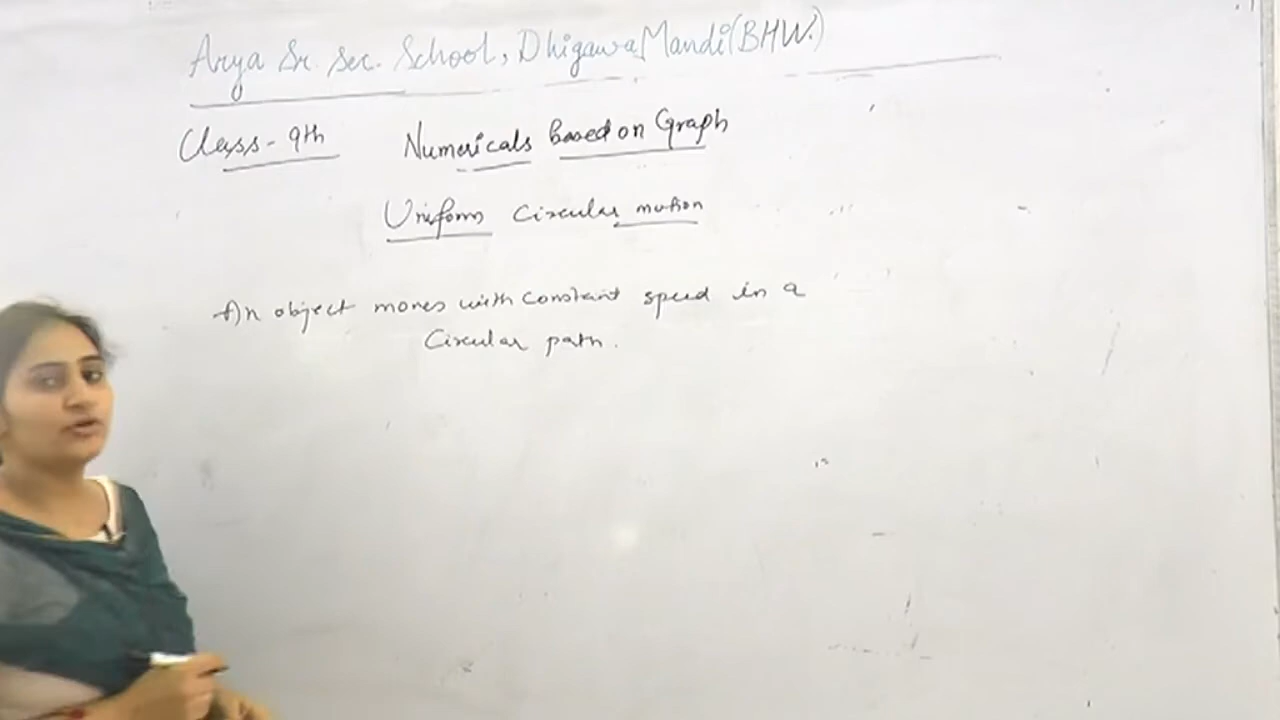 Arya Sr. Sec. School, Dhigawa Mandi (BHW.)
Class - 9th Numericals based on Graph
Uniform Circular motion
An object moves with constant speed in a
Circular path.